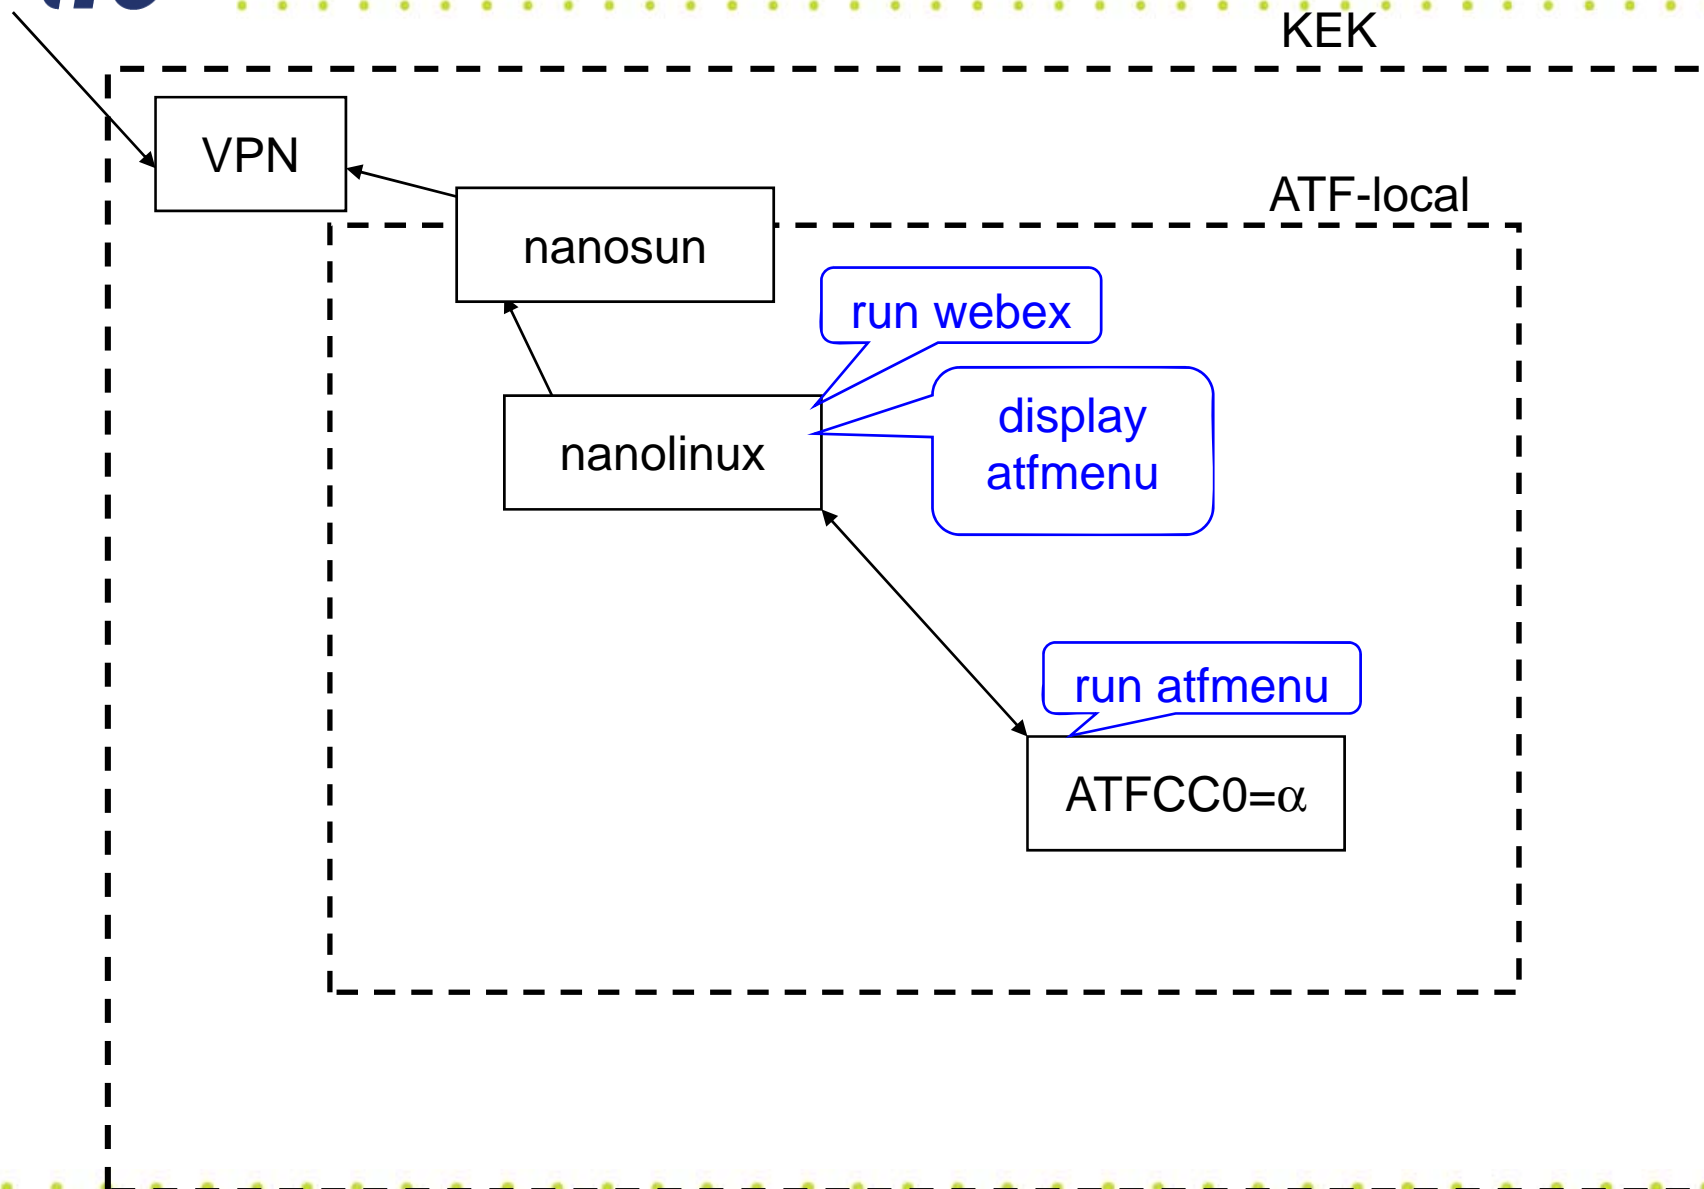 KEK
VPN
ATF-local
nanosun
run webex
display
atfmenu
nanolinux
run atfmenu
ATFCC0=α